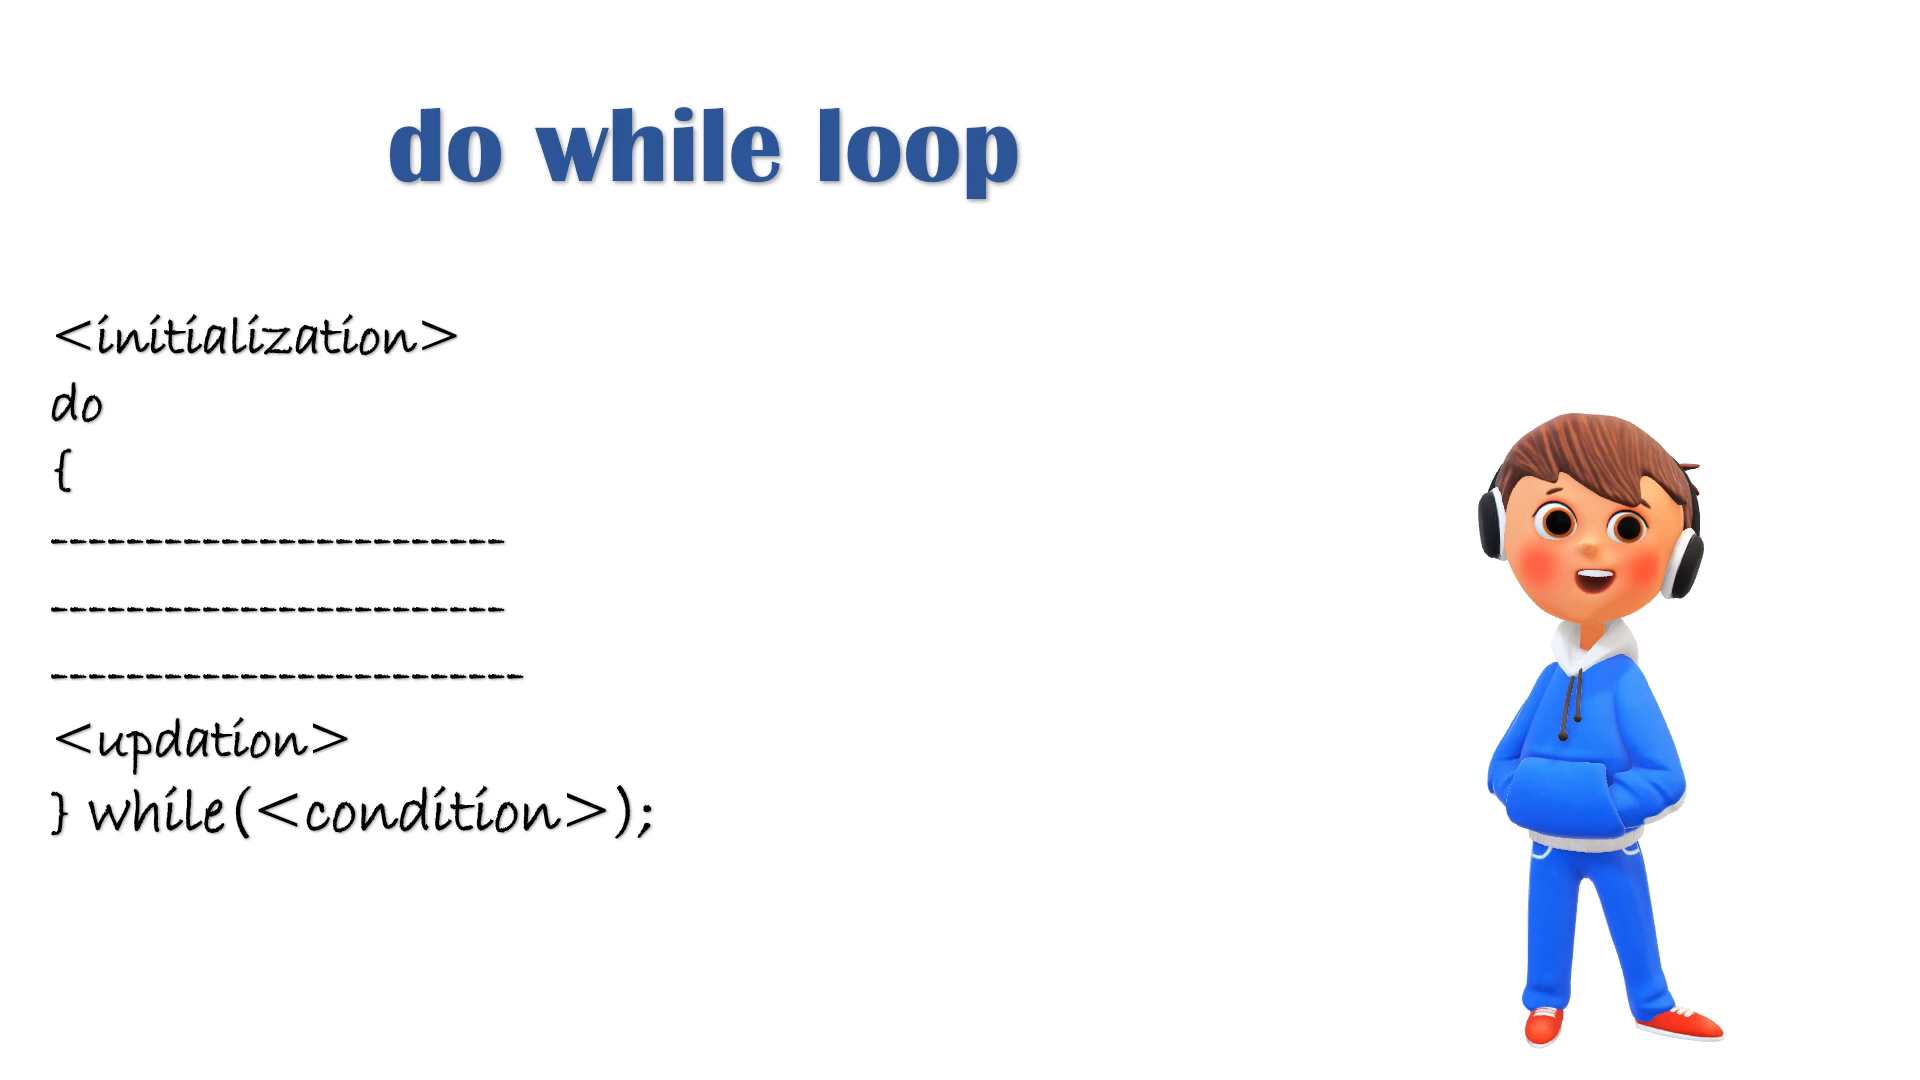 do while loop
<initialization>
do
{
------------------------
------------------------
-------------------------
<updation>
} while(<condition>);